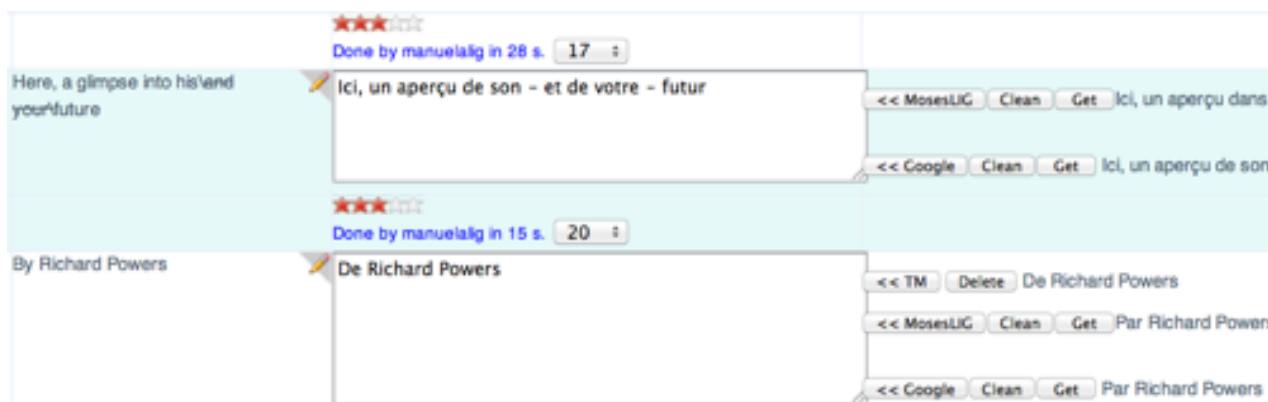 Done by manuelalig in 28 s. 17
Here, a glimpse into his\and
your\future
Ici, un aperçu de son – et de votre – futur
<< MosesLIG Clean Get Ici, un aperçu dans
<< Google Clean Get Ici, un aperçu de son
Done by manuelalig in 15 s. 20
By Richard Powers
De Richard Powers
<< TM Delete De Richard Powers
<< MosesLIG Clean Get Par Richard Powers
<< Google Clean Get Par Richard Powers